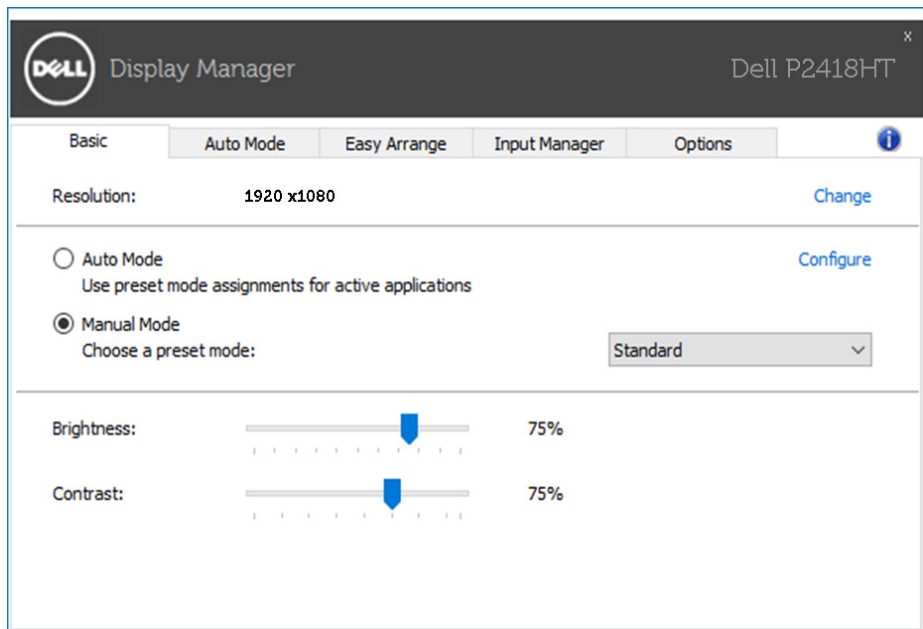 DELL Display Manager Dell P2418HT x
Basic Auto Mode Easy Arrange Input Manager Options i
Resolution: 1920 x1080 Change
Auto Mode Configure
Use preset mode assignments for active applications
Manual Mode
Choose a preset mode: Standard
Brightness: 75%
Contrast: 75%